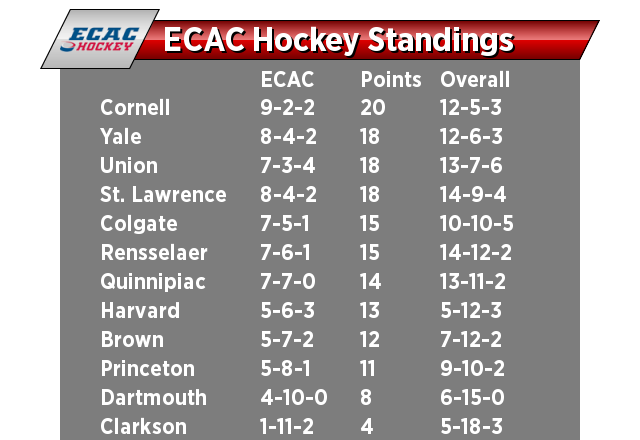 ECAC HOCKEY
ECAC Hockey Standings
ECAC Points Overall
Cornell 9-2-2 20 12-5-3
Yale 8-4-2 18 12-6-3
Union 7-3-4 18 13-7-6
St. Lawrence 8-4-2 18 14-9-4
Colgate 7-5-1 15 10-10-5
Rensselaer 7-6-1 15 14-12-2
Quinnipiac 7-7-0 14 13-11-2
Harvard 5-6-3 13 5-12-3
Brown 5-7-2 12 7-12-2
Princeton 5-8-1 11 9-10-2
Dartmouth 4-10-0 8 6-15-0
Clarkson 1-11-2 4 5-18-3